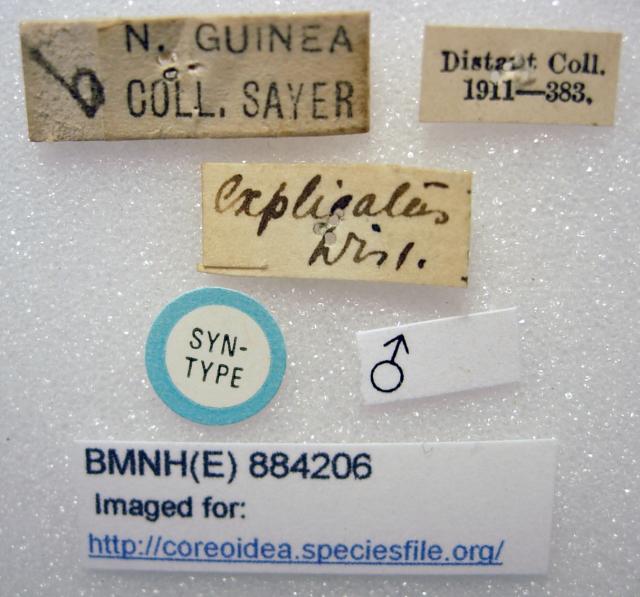 N. GUINEA
COLL. SAYER
Distant Coll.
1911—383.
explicatus
Dist.
SYN-
TYPE
♂
BMNH(E) 884206
Imaged for:
http://coreoidea.speciesfile.org/